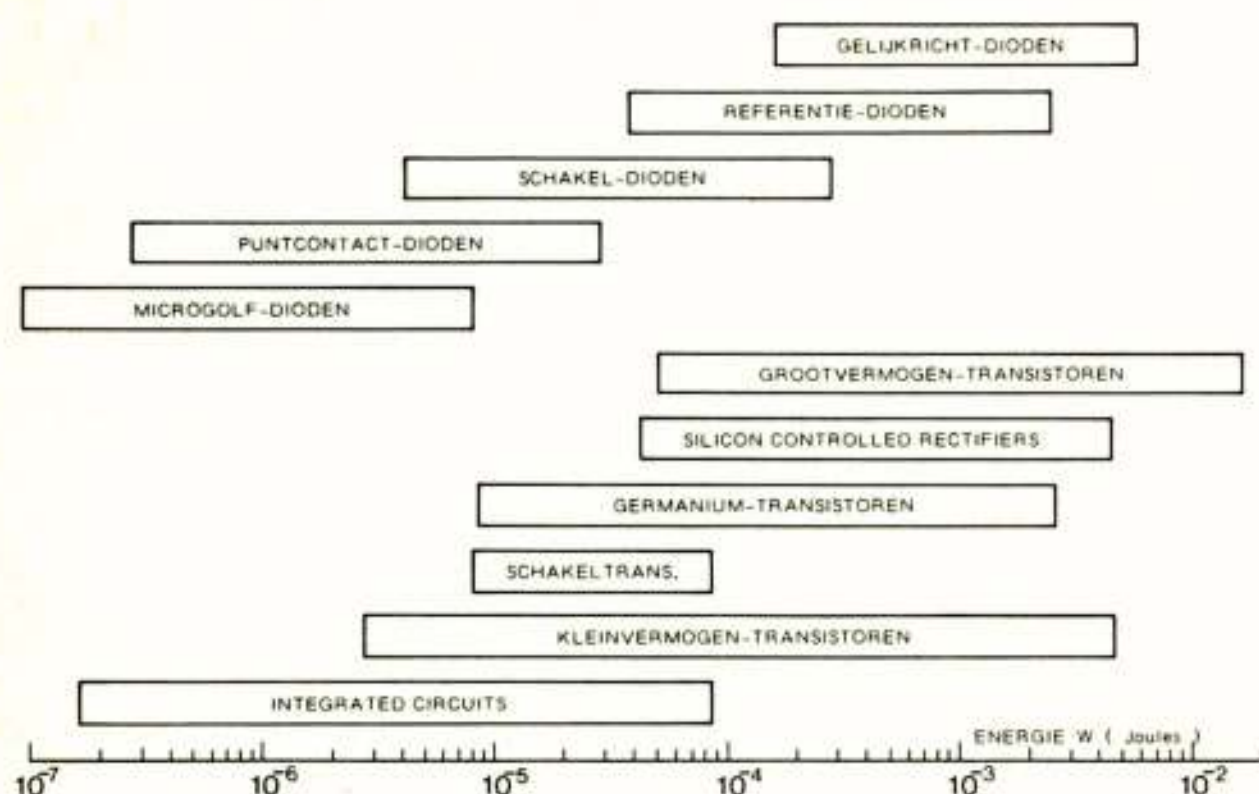 GELIJKRICHT-DIODEN
REFERENTIE-DIODEN
SCHAKEL-DIODEN
PUNTCONTACT-DIODEN
MICROGOLF-DIODEN
GROOTVERMOGEN-TRANSISTOREN
SILICON CONTROLLED RECTIFIERS
GERMANIUM-TRANSISTOREN
SCHAKELTRANS.
KLEINVERMOGEN-TRANSISTOREN
INTEGRATED CIRCUITS
ENERGIE W ( Joules )
10⁻⁷ 10⁻⁶ 10⁻⁵ 10⁻⁴ 10⁻³ 10⁻²